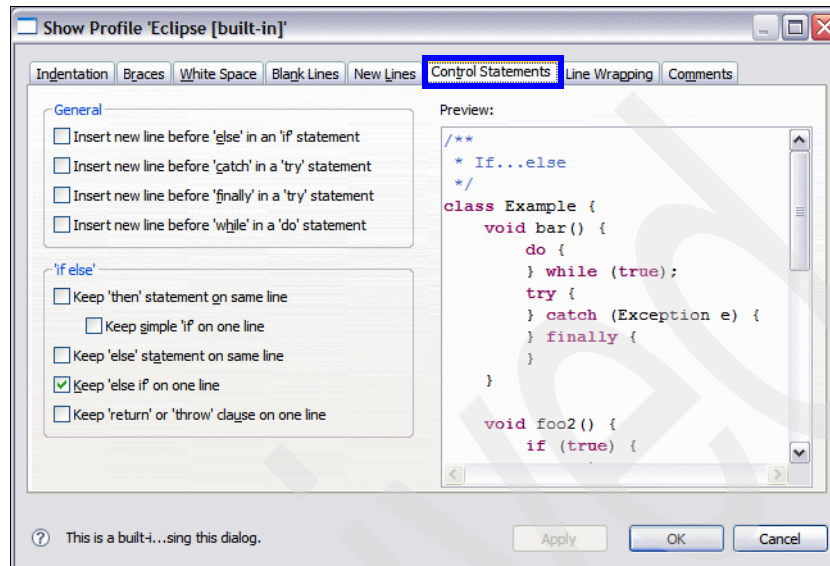 Show Profile 'Eclipse [built-in]'
Indentation Braces White Space Blank Lines New Lines Control Statements Line Wrapping Comments
General
Insert new line before 'else' in an 'if' statement
Insert new line before 'catch' in a 'try' statement
Insert new line before 'finally' in a 'try' statement
Insert new line before 'while' in a 'do' statement
'if else'
Keep 'then' statement on same line
Keep simple 'if' on one line
Keep 'else' statement on same line
Keep 'else if' on one line
Keep 'return' or 'throw' clause on one line
Preview:
/**
* If...else
*/
class Example {
void bar() {
do {
} while (true);
try {
} catch (Exception e) {
} finally {
}
}
void foo2() {
if (true) {
This is a built-i...sing this dialog.
Apply OK Cancel